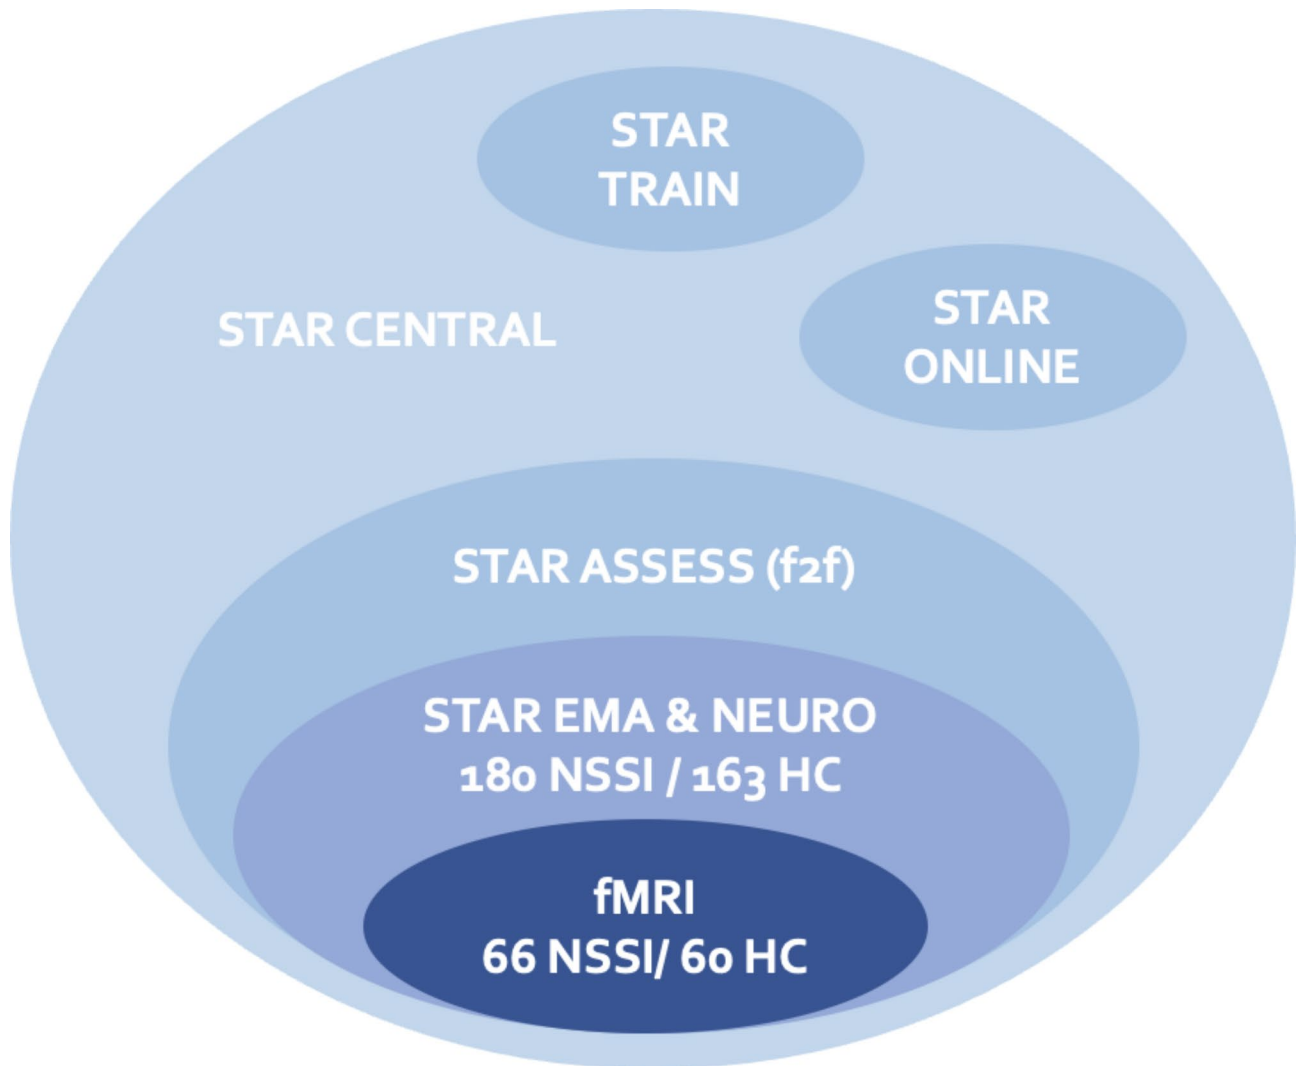 STAR
TRAIN
STAR
ONLINE
STAR CENTRAL
STAR ASSESS (f2f)
STAR EMA & NEURO
180 NSSI / 163 HC
fMRI
66 NSSI/ 60 HC